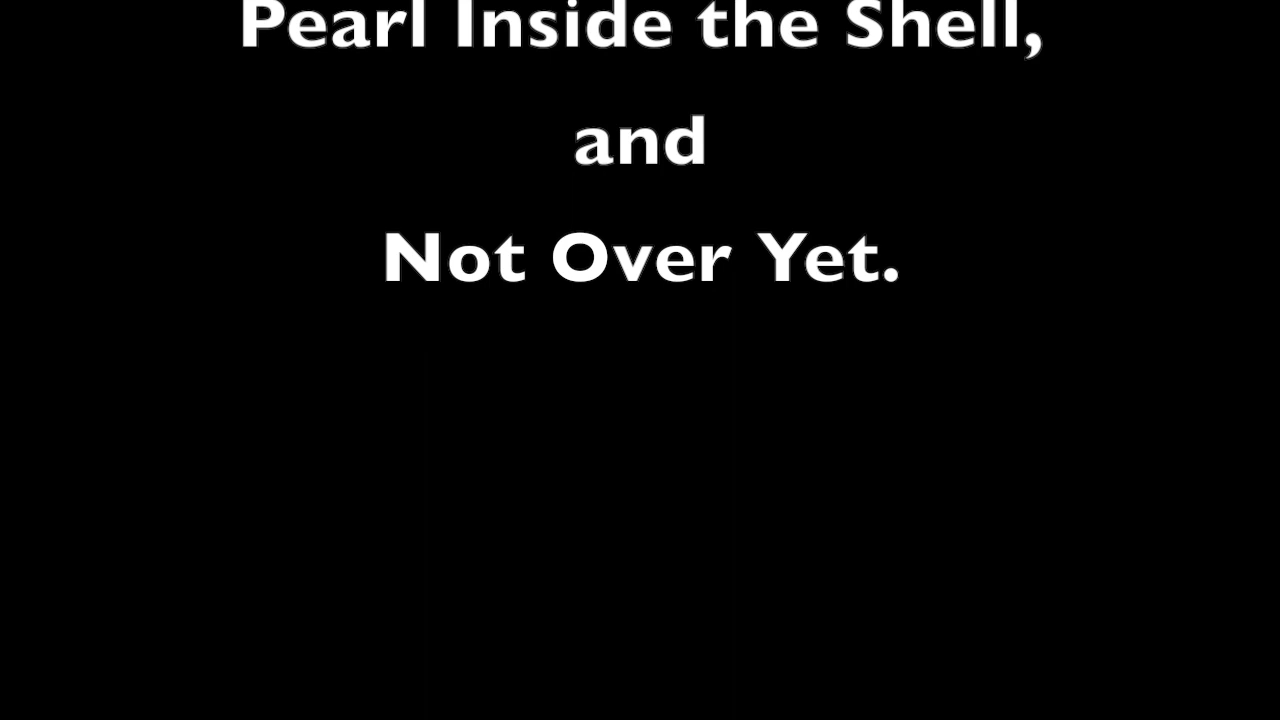 Pearl Inside the Shell,
and
Not Over Yet.